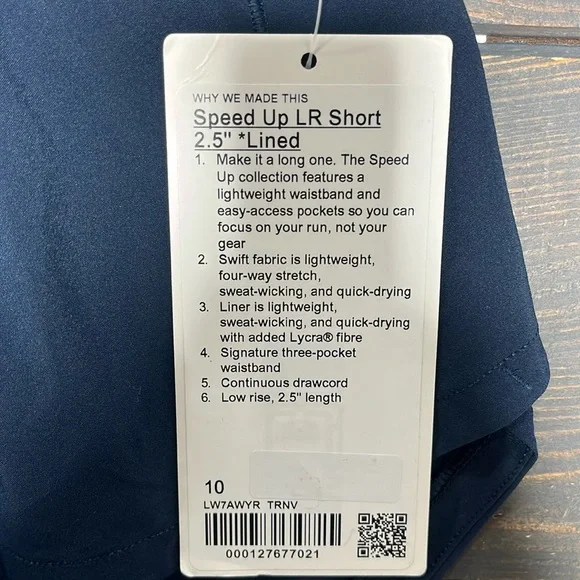 WHY WE MADE THIS
Speed Up LR Short
2.5" *Lined
1. Make it a long one. The Speed
Up collection features a
lightweight waistband and
easy-access pockets so you can
focus on your run, not your
gear
2. Swift fabric is lightweight,
four-way stretch,
sweat-wicking, and quick-drying
3. Liner is lightweight,
sweat-wicking, and quick-drying
with added Lycra® fibre
4. Signature three-pocket
waistband
5. Continuous drawcord
6. Low rise, 2.5" length
10
LW7AWYR TRNV
000127677021